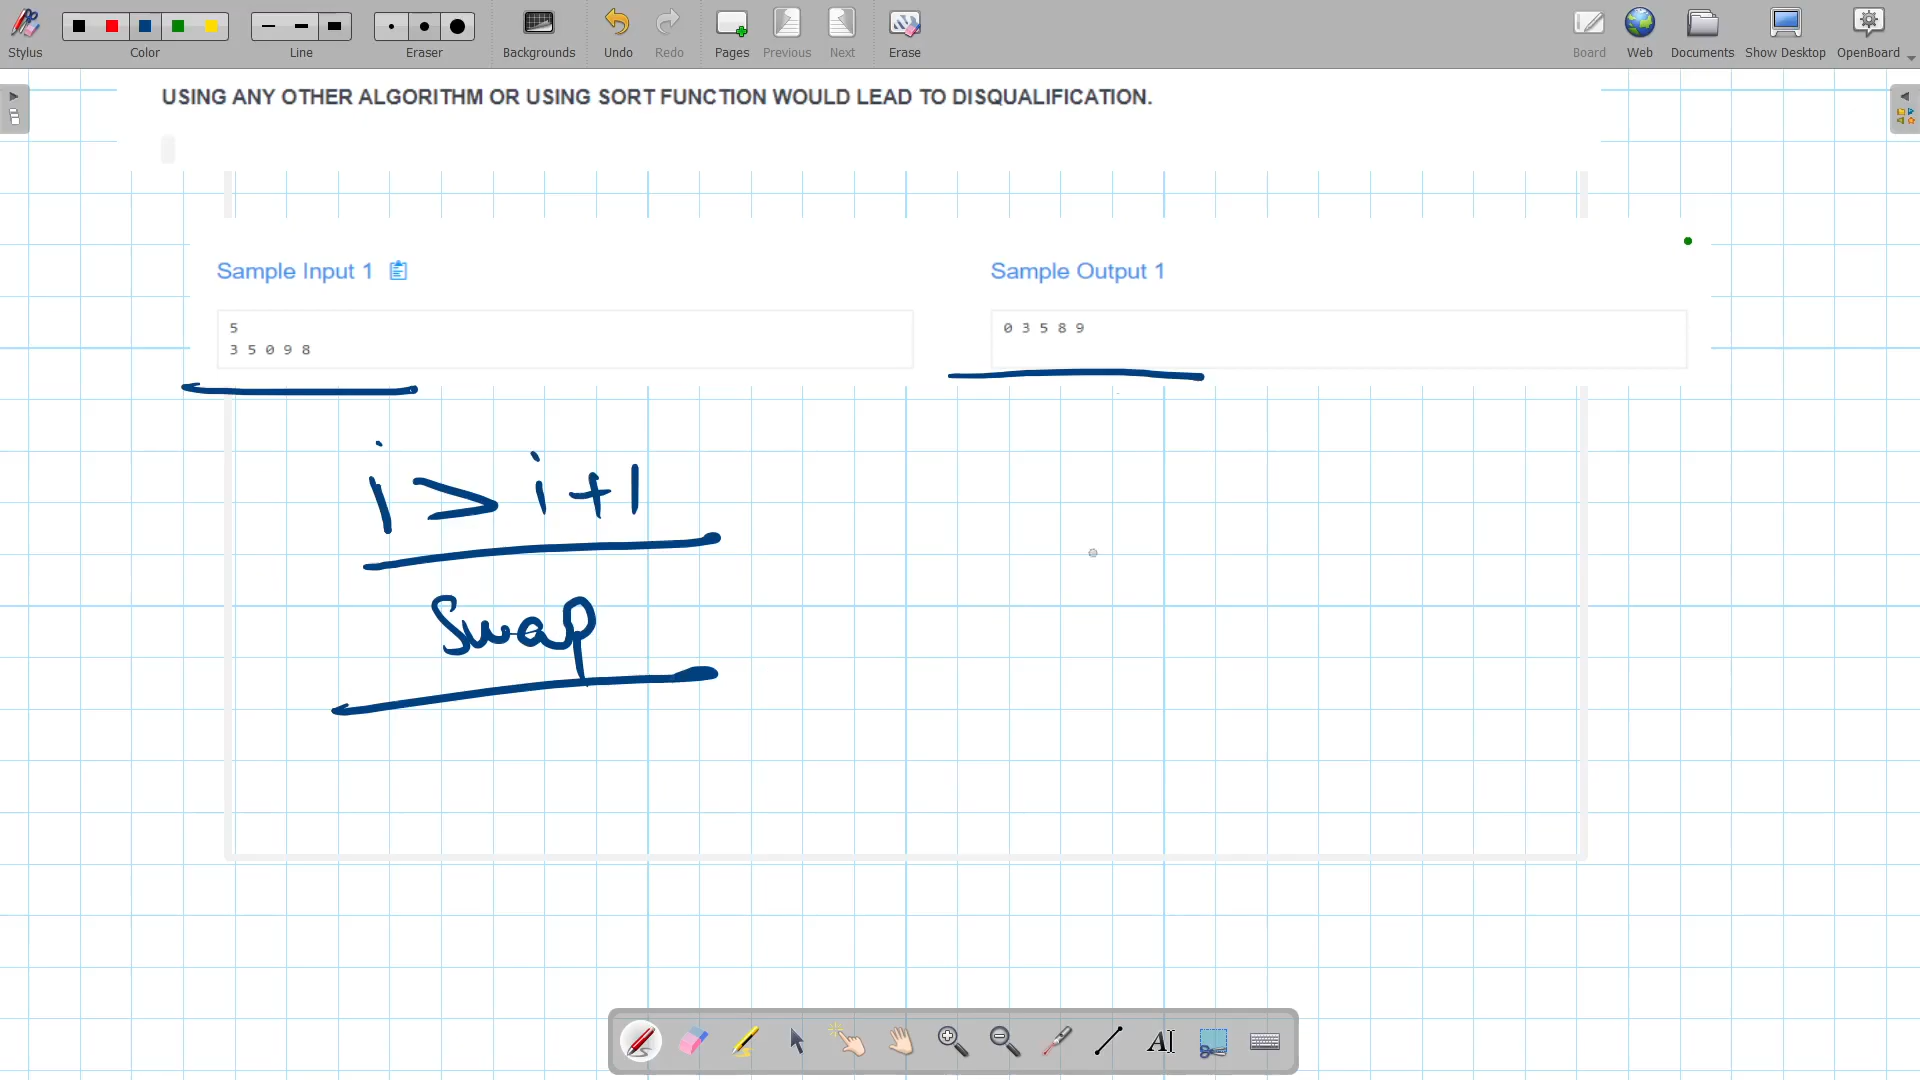 Stylus Color Line Eraser Backgrounds Undo Redo Pages Previous Next Erase Board Web Documents Show Desktop OpenBoard
USING ANY OTHER ALGORITHM OR USING SORT FUNCTION WOULD LEAD TO DISQUALIFICATION.
Sample Input 1
5
3 5 0 9 8
Sample Output 1
0 3 5 8 9
i > i + 1
Swap
AI